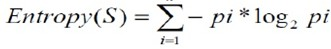 Entropy(S) = ∑ i=1 - pi * log₂ pi